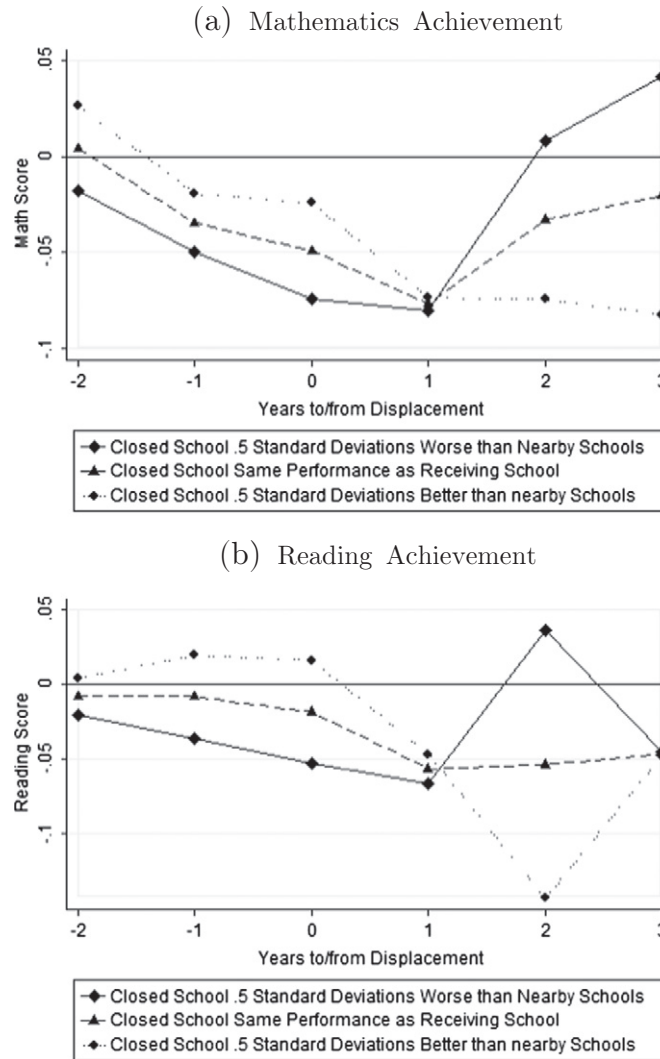 (a) Mathematics Achievement
.05
0
-.05
-.1
Math Score
-2 -1 0 1 2 3
Years to/from Displacement
Closed School .5 Standard Deviations Worse than Nearby Schools
Closed School Same Performance as Receiving School
Closed School .5 Standard Deviations Better than nearby Schools
(b) Reading Achievement
.05
0
-.05
-.1
Reading Score
-2 -1 0 1 2 3
Years to/from Displacement
Closed School .5 Standard Deviations Worse than Nearby Schools
Closed School Same Performance as Receiving School
Closed School .5 Standard Deviations Better than nearby Schools